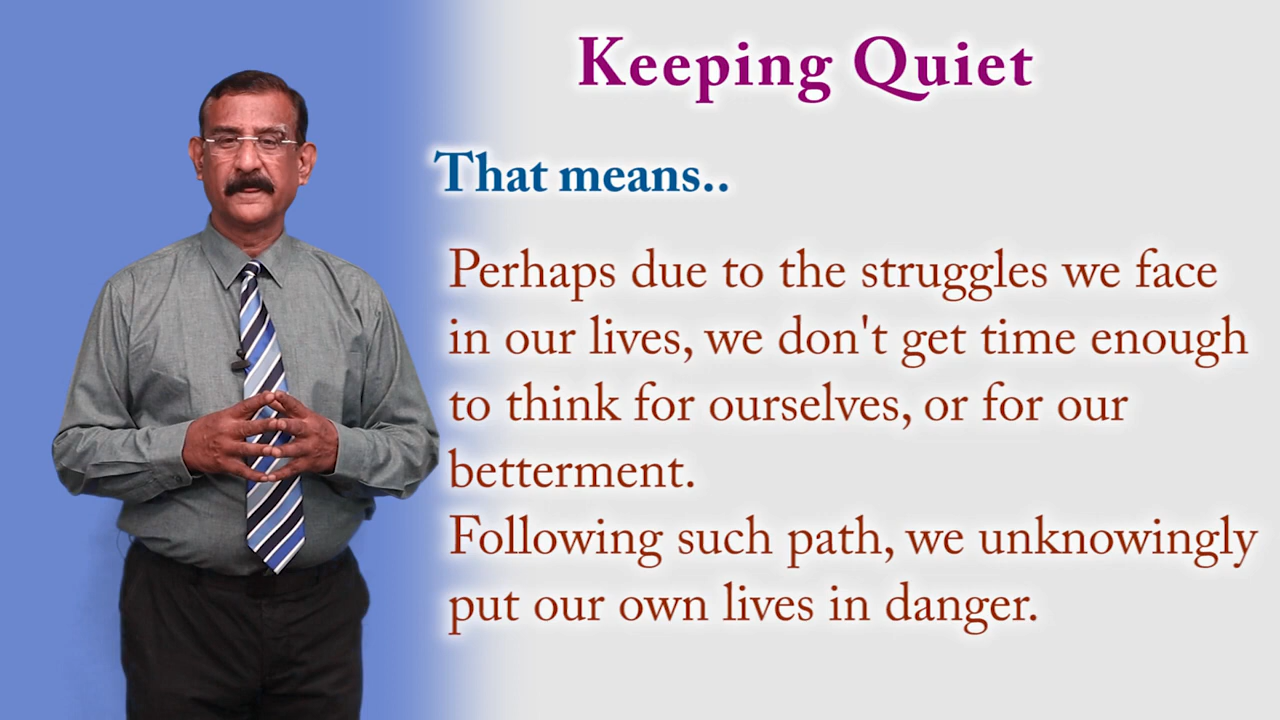 Keeping Quiet
That means..
Perhaps due to the struggles we face
in our lives, we don't get time enough
to think for ourselves, or for our
betterment.
Following such path, we unknowingly
put our own lives in danger.